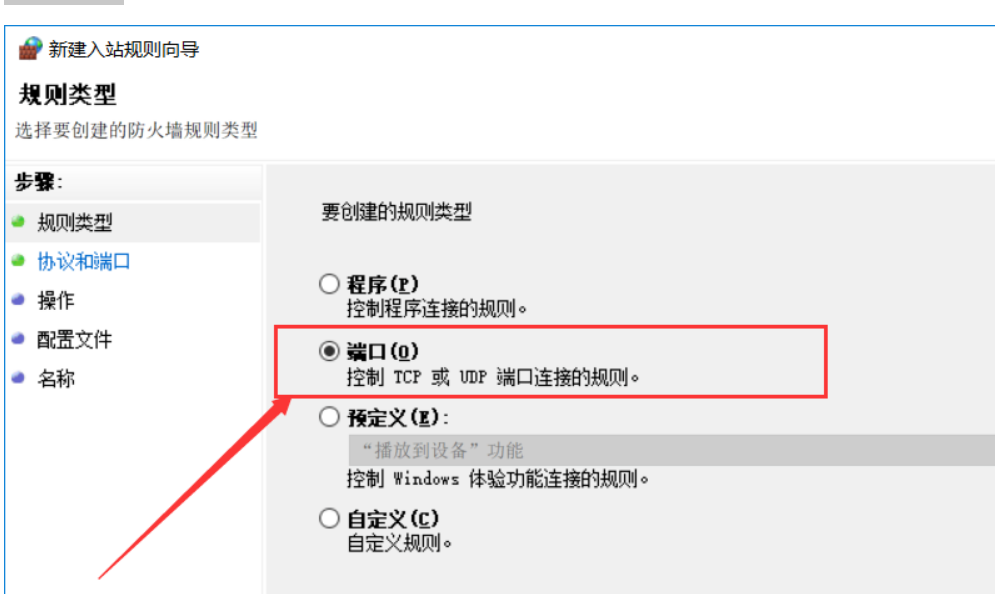 新建入站规则向导
规则类型
选择要创建的防火墙规则类型
步骤:
规则类型
协议和端口
操作
配置文件
名称
要创建的规则类型
程序(P)
控制程序连接的规则。
端口(O)
控制 TCP 或 UDP 端口连接的规则。
预定义(E):
“播放到设备”功能
控制 Windows 体验功能连接的规则。
自定义(C)
自定义规则。